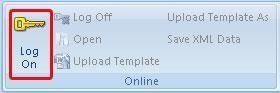 Log On
Log Off
Open
Upload Template
Upload Template As
Save XML Data
Online